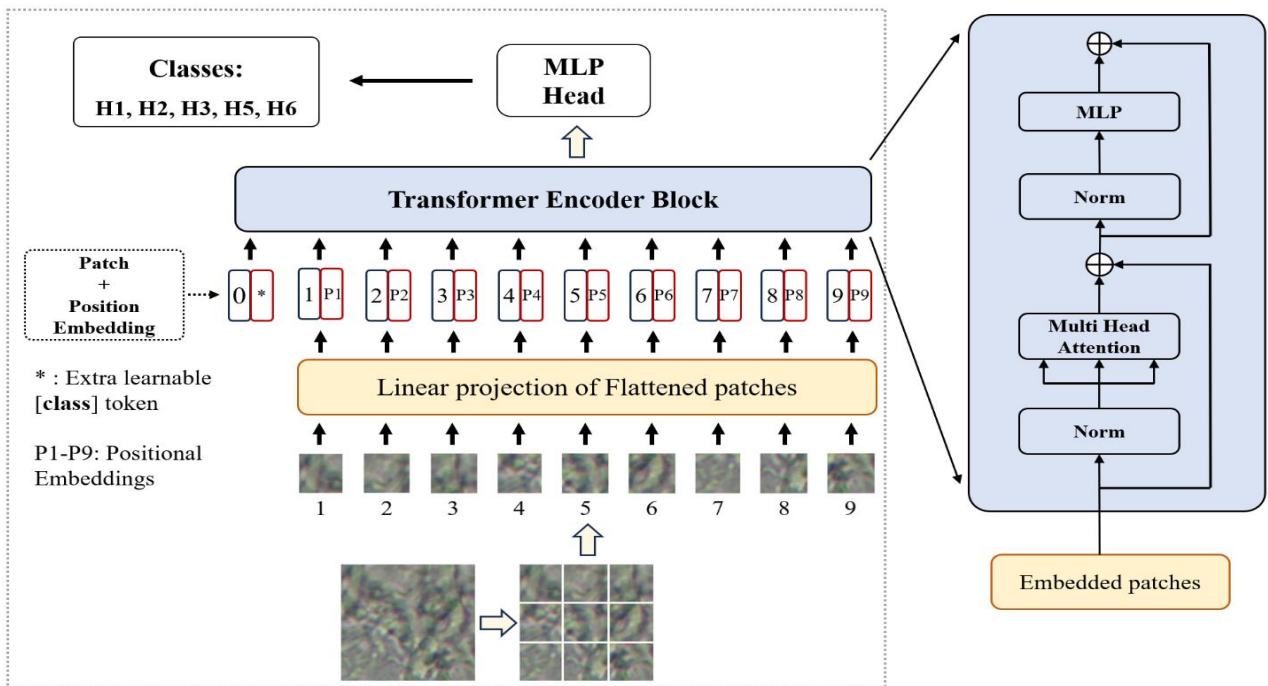 Classes:
H1, H2, H3, H5, H6
MLP
Head
Transformer Encoder Block
Patch
+
Position
Embedding
0 * 1 P1 2 P2 3 P3 4 P4 5 P5 6 P6 7 P7 8 P8 9 P9
* : Extra learnable
[class] token
Linear projection of Flattened patches
P1-P9: Positional
Embeddings
1 2 3 4 5 6 7 8 9
MLP
Norm
Multi Head
Attention
Norm
Embedded patches